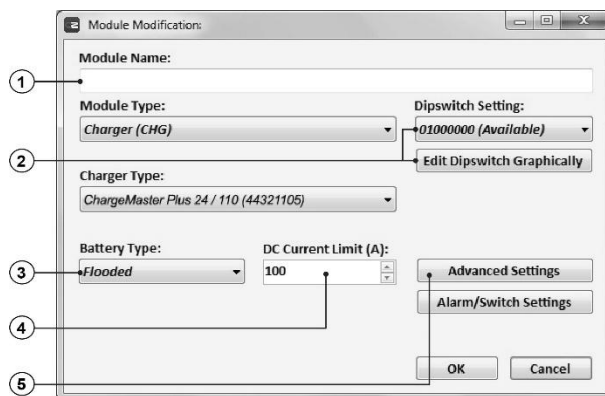 Module Modification:
Module Name:
1
Module Type:
Dipswitch Setting:
Charger (CHG)
01000000 (Available)
2
Edit Dipswitch Graphically
Charger Type:
ChargeMaster Plus 24 / 110 (44321105)
Battery Type:
DC Current Limit (A):
3
Flooded
100
Advanced Settings
Alarm/Switch Settings
4
OK
Cancel
5